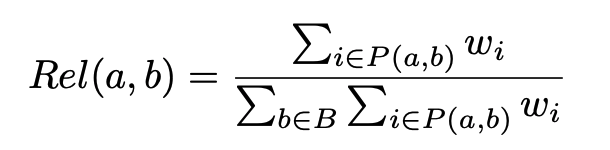 Rel(a, b) = \frac{\sum_{i \in P(a,b)} w_i}{\sum_{b \in B} \sum_{i \in P(a,b)} w_i}